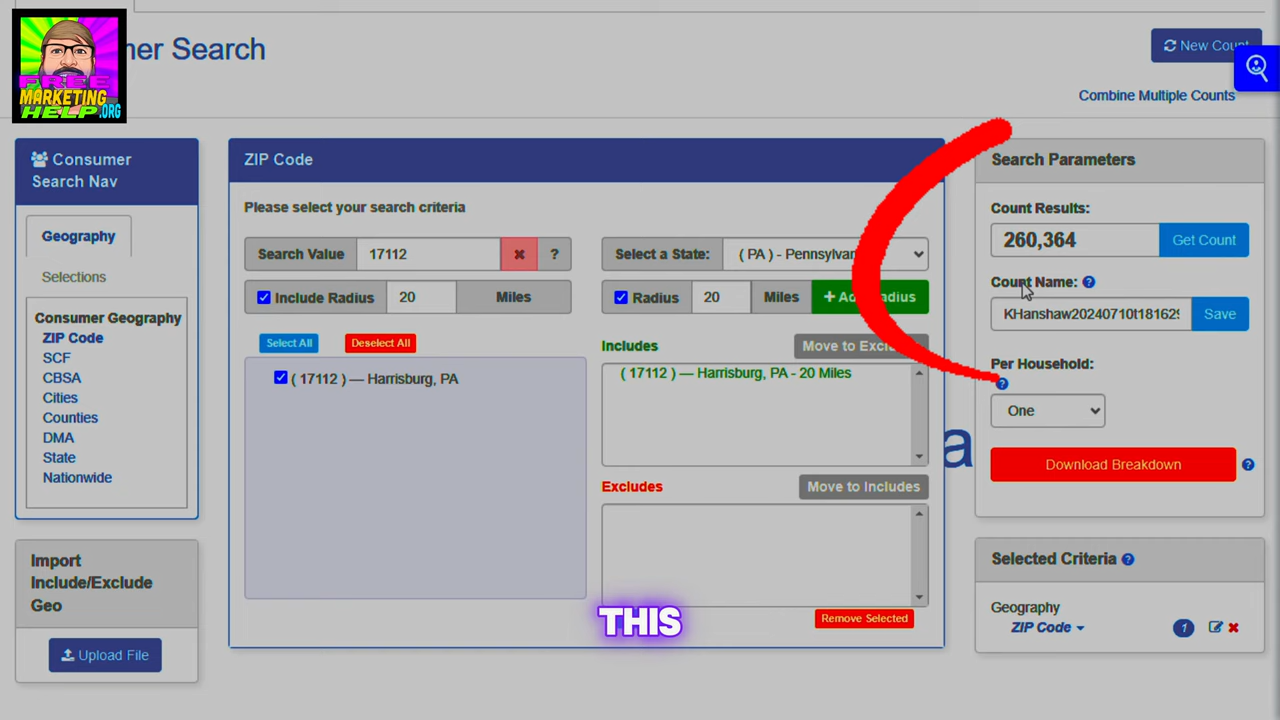 FREE
MARKETING
HELP.ORG
mer Search
New Count
Combine Multiple Counts
Consumer
Search Nav
Geography
Selections
Consumer Geography
ZIP Code
SCF
CBSA
Cities
Counties
DMA
State
Nationwide
Import
Include/Exclude
Geo
Upload File
ZIP Code
Please select your search criteria
Search Value 17112 ?
Include Radius 20 Miles
Select All Deselect All
( 17112 ) — Harrisburg, PA
Select a State: ( PA ) - Pennsylvan
Radius 20 Miles + Add Radius
Includes Move to Exclu
( 17112 ) — Harrisburg, PA - 20 Miles
Excludes Move to Includes
Remove Selected
THIS
a
Search Parameters
Count Results:
260,364 Get Count
Count Name: ?
KHanshaw20240710t181629 Save
Per Household:
?
One
Download Breakdown ?
Selected Criteria ?
Geography
ZIP Code 1